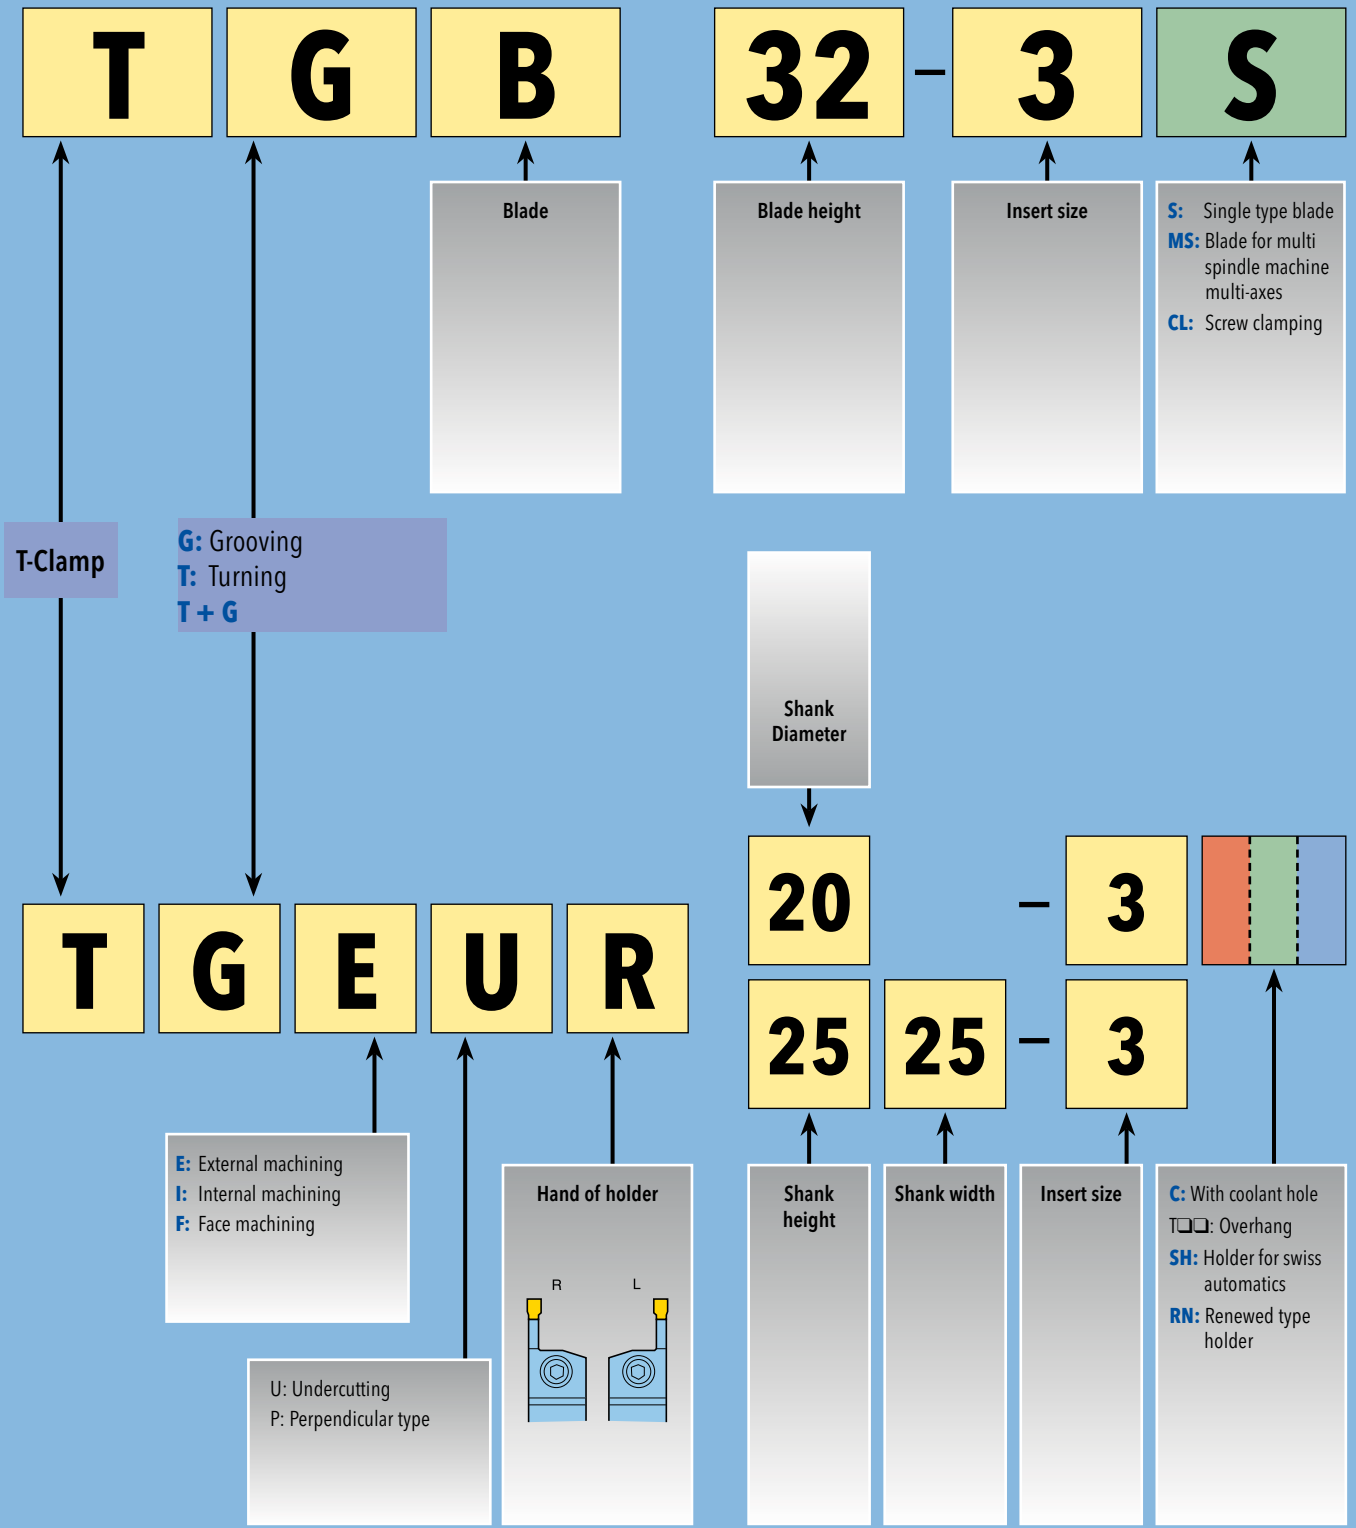 T G B 32 – 3 S
Blade
Blade height
Insert size
S: Single type blade
MS: Blade for multi
spindle machine
multi-axes
CL: Screw clamping
T-Clamp
G: Grooving
T: Turning
T + G
Shank
Diameter
20 – 3
T G E U R
25 25 – 3
E: External machining
I: Internal machining
F: Face machining
U: Undercutting
P: Perpendicular type
Hand of holder
R L
Shank
height
Shank width
Insert size
C: With coolant hole
T❑❑: Overhang
SH: Holder for swiss
automatics
RN: Renewed type
holder